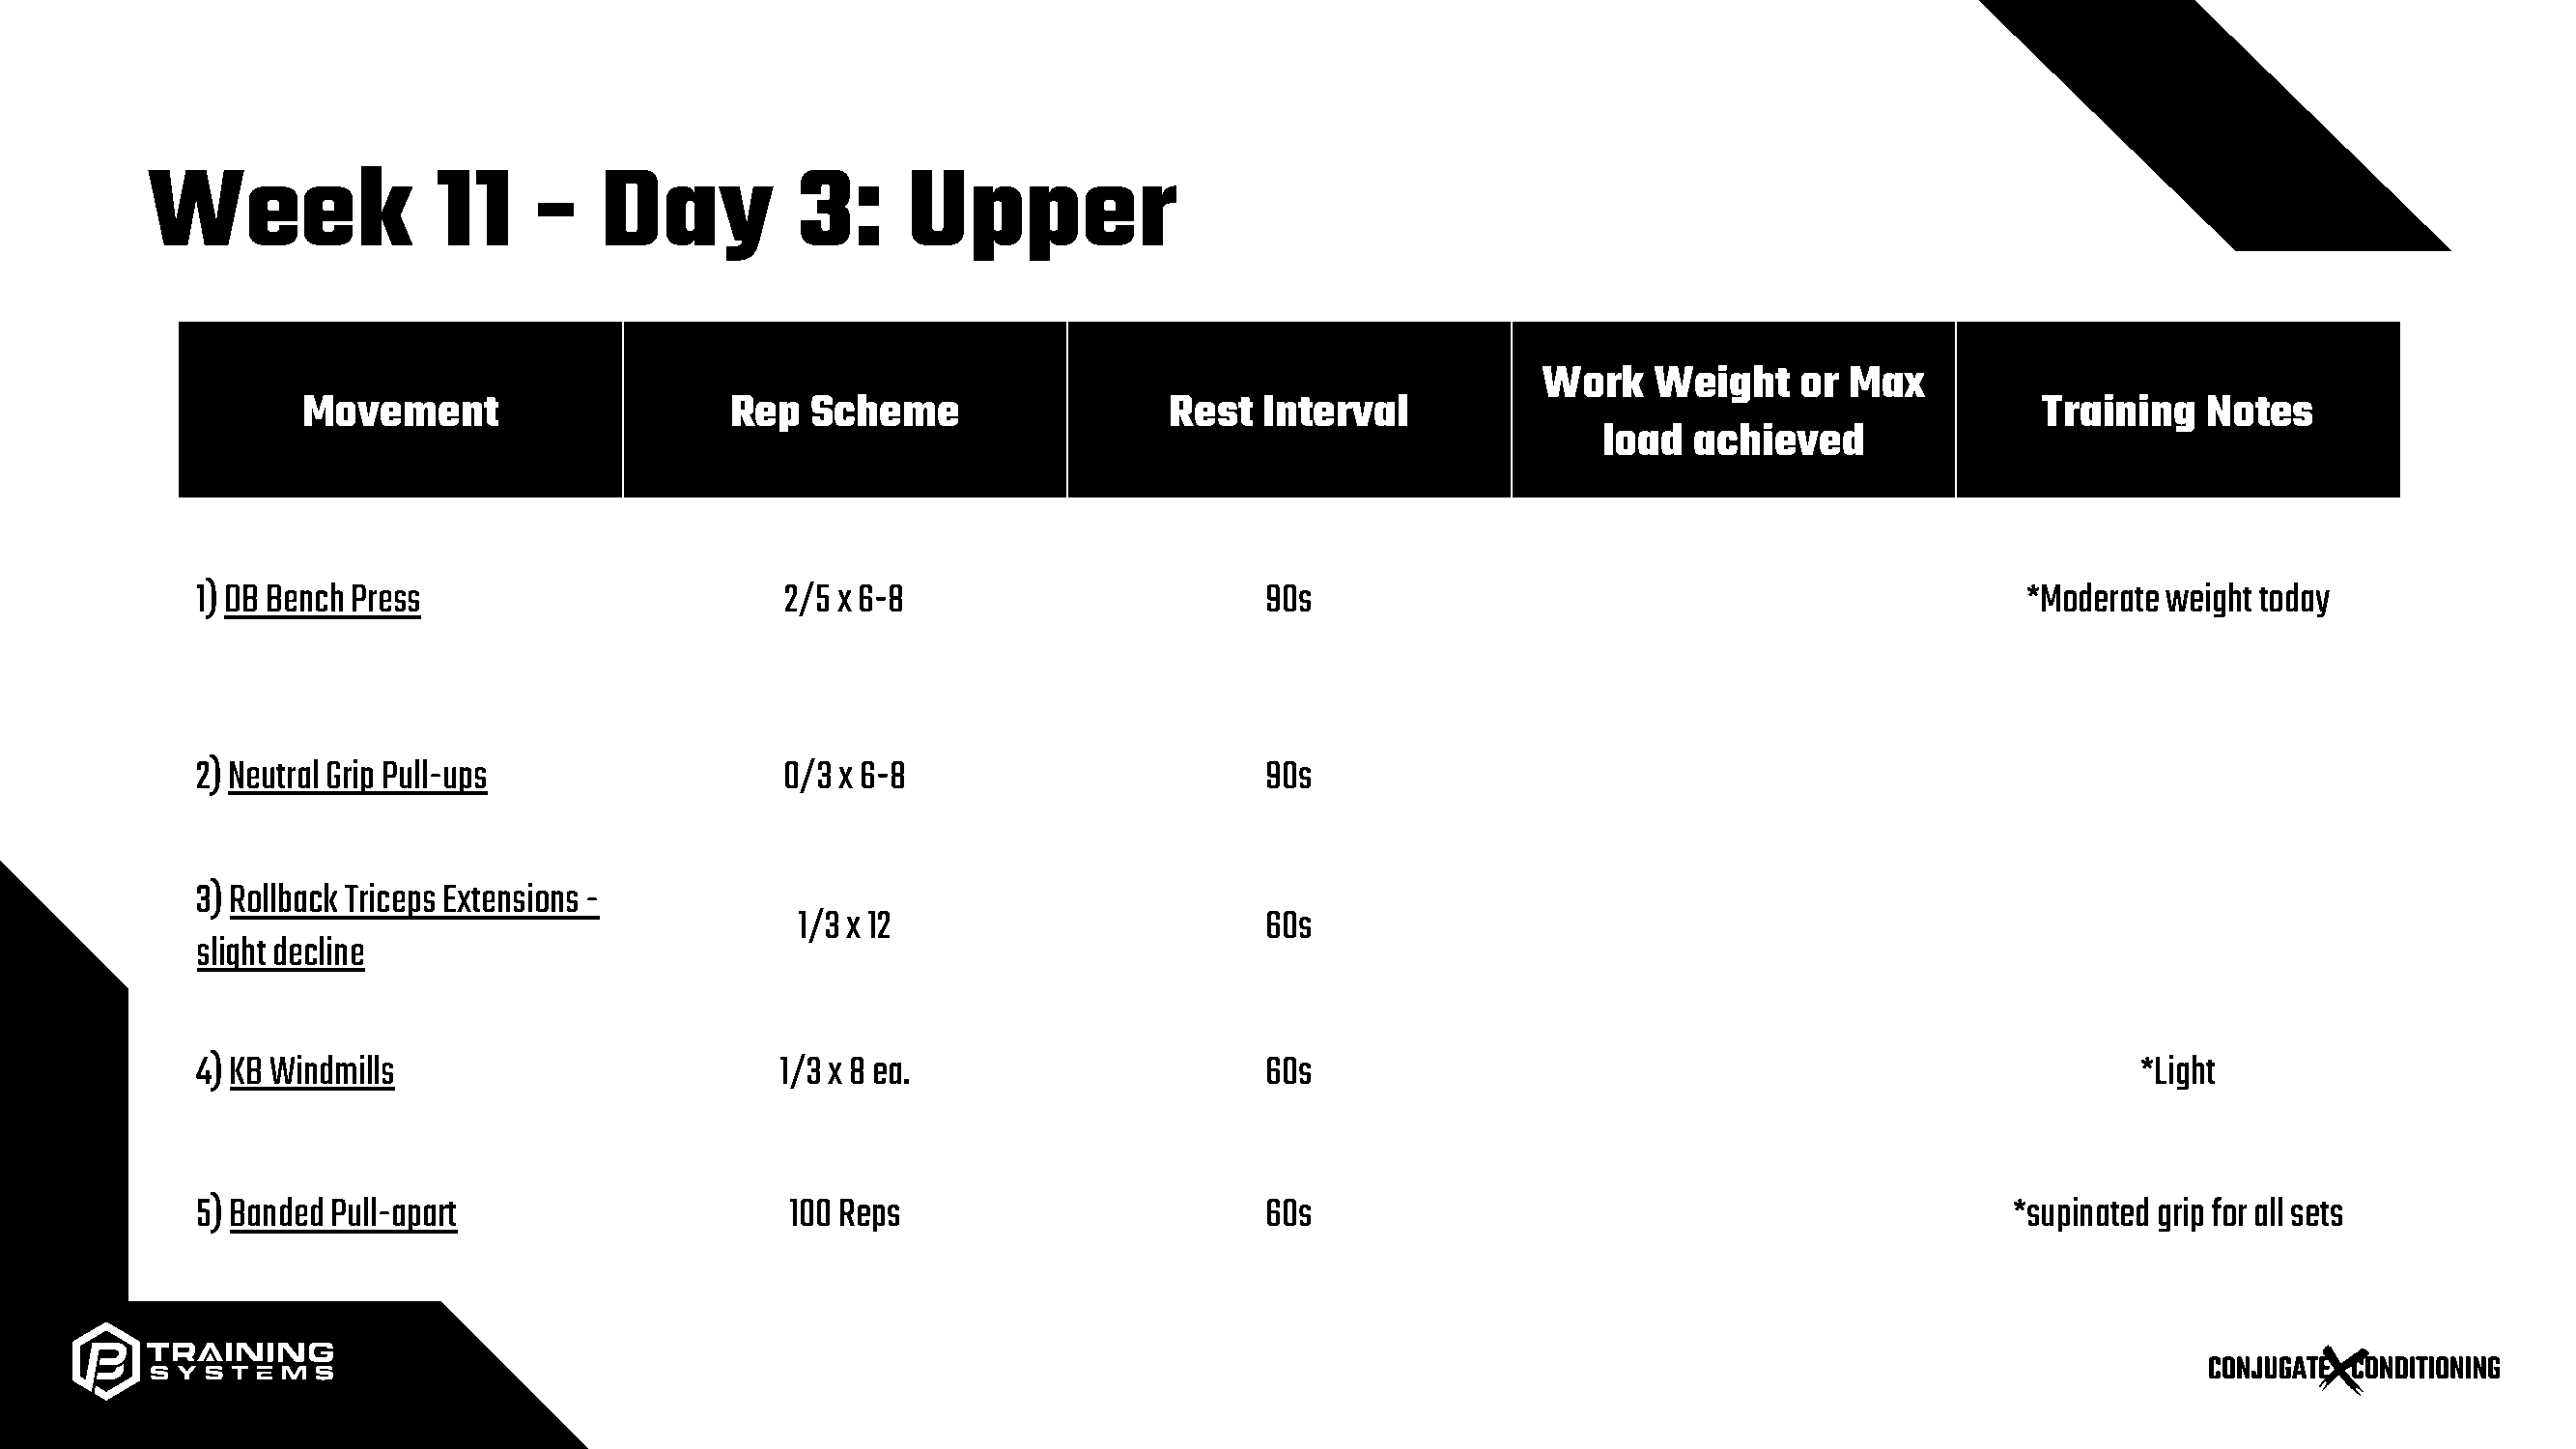 Week 11 - Day 3: Upper
Movement
Rep Scheme
Rest Interval
Work Weight or Max
load achieved
Training Notes
1) DB Bench Press
2/5 x 6-8
90s
*Moderate weight today
2) Neutral Grip Pull-ups
0/3 x 6-8
90s
3) Rollback Triceps Extensions -
slight decline
1/3 x 12
60s
4) KB Windmills
1/3 x 8 ea.
60s
*Light
5) Banded Pull-apart
100 Reps
60s
*supinated grip for all sets
TRAINING
SYSTEMS
CONJUGATE X CONDITIONING